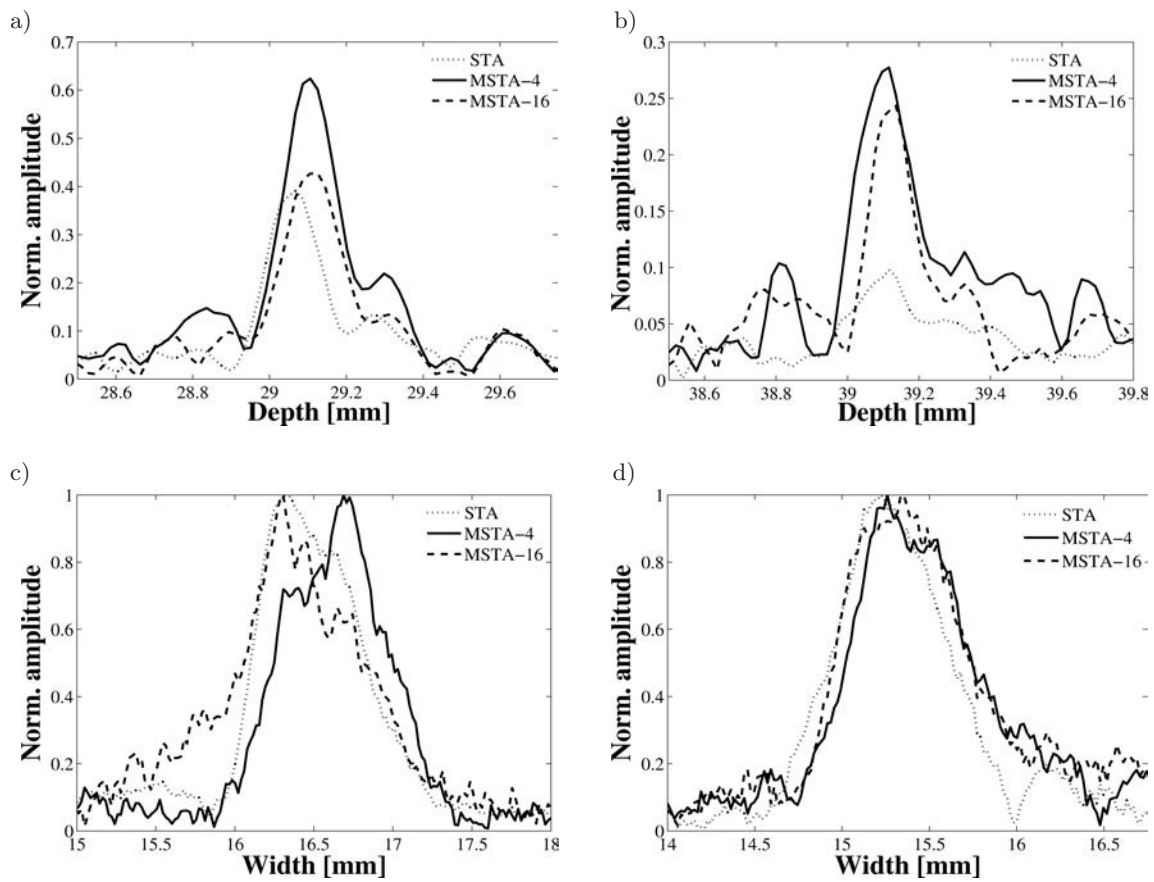 a)
0.7
0.6
0.5
0.4
0.3
0.2
0.1
0
Norm. amplitude
STA
MSTA-4
MSTA-16
28.6 28.8 29 29.2 29.4 29.6
Depth [mm]
b)
0.3
0.25
0.2
0.15
0.1
0.05
0
Norm. amplitude
STA
MSTA-4
MSTA-16
38.6 38.8 39 39.2 39.4 39.6 39.8
Depth [mm]
c)
1
0.8
0.6
0.4
0.2
0
Norm. amplitude
STA
MSTA-4
MSTA-16
15 15.5 16 16.5 17 17.5 18
Width [mm]
d)
1
0.8
0.6
0.4
0.2
0
Norm. amplitude
STA
MSTA-4
MSTA-16
14 14.5 15 15.5 16 16.5
Width [mm]